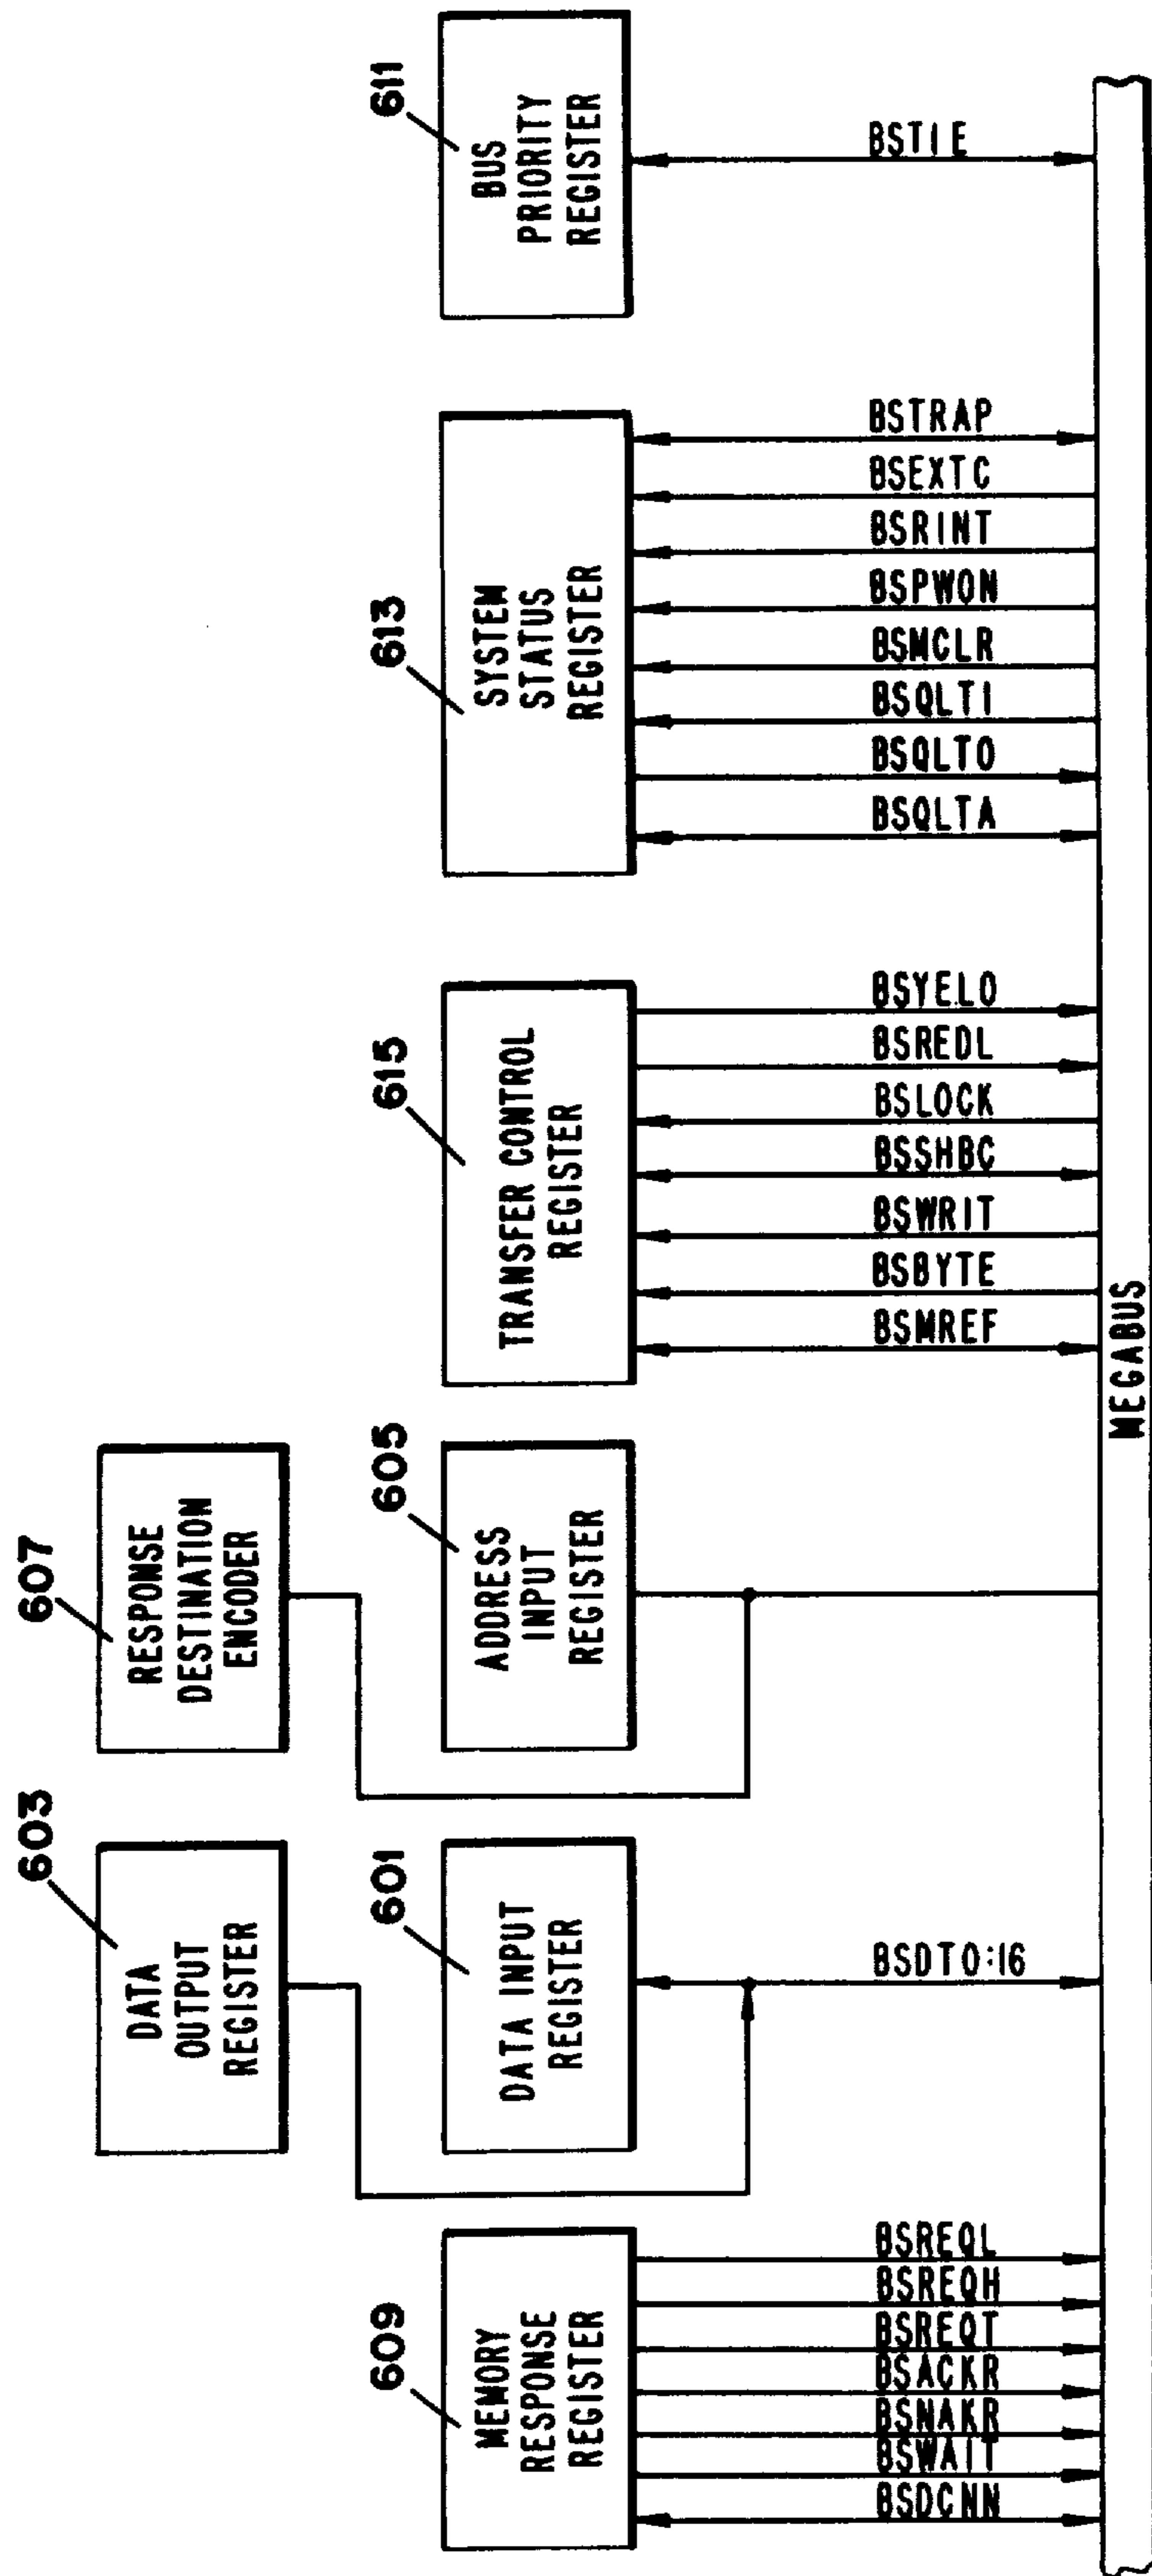 607
RESPONSE
DESTINATION
ENCODER
603
DATA
OUTPUT
REGISTER
609
MEMORY
RESPONSE
REGISTER
601
DATA INPUT
REGISTER
605
ADDRESS
INPUT
REGISTER
615
TRANSFER CONTROL
REGISTER
613
SYSTEM
STATUS
REGISTER
611
BUS
PRIORITY
REGISTER
BSDCNN
BSWAIT
BSNAKR
BSACKR
BSREQT
BSREQH
BSREQL
BSDT0:16
BSMREF
BSBYTE
BSWRIT
BSSHBC
BSLOCK
BSREDL
BSYELO
BSQLTA
BSQLTO
BSQLTI
BSMCLR
BSPWON
BSRINT
BSEXTC
BSTRAP
BSTIE
MEGABUS